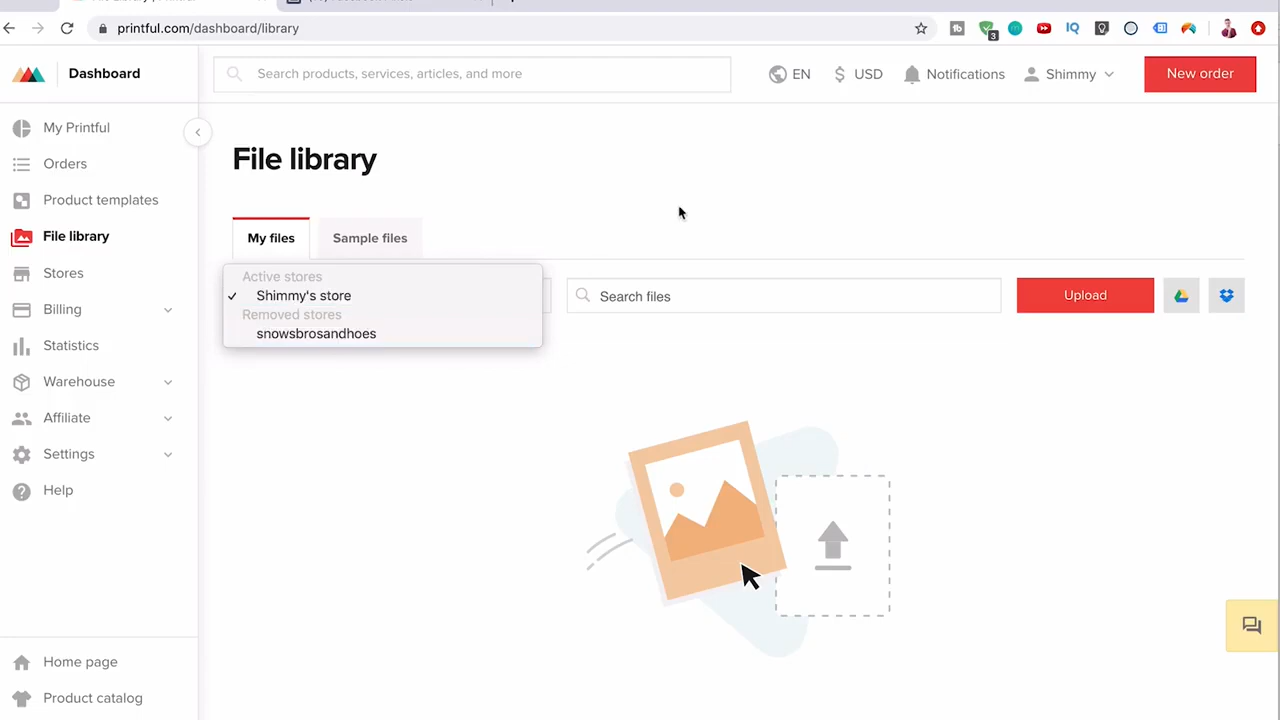 printful.com/dashboard/library
3
IQ
Dashboard
Search products, services, articles, and more
EN
$ USD
Notifications
Shimmy
New order
My Printful
Orders
Product templates
File library
Stores
Billing
Statistics
Warehouse
Affiliate
Settings
Help
Home page
Product catalog
File library
My files
Sample files
Active stores
✓ Shimmy's store
Removed stores
snowsbrosandhoes
Search files
Upload